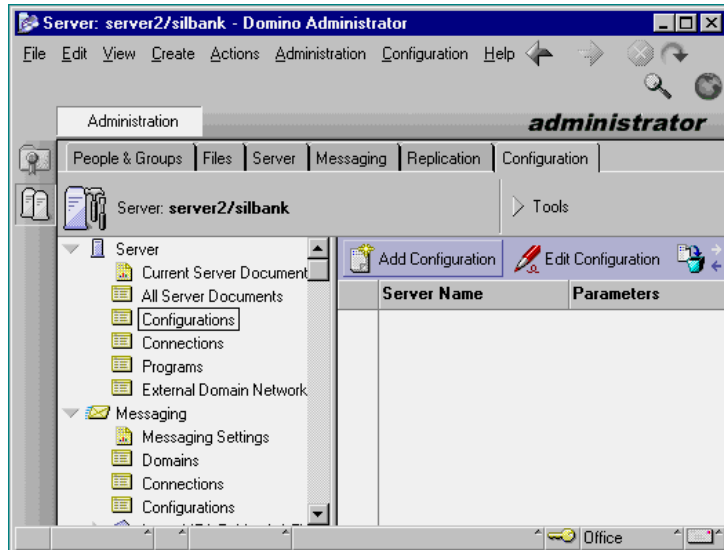 Server: server2/silbank - Domino Administrator
File Edit View Create Actions Administration Configuration Help
Administration
administrator
People & Groups Files Server Messaging Replication Configuration
Server: server2/silbank
Tools
Server
Current Server Document
All Server Documents
Configurations
Connections
Programs
External Domain Network
Messaging
Messaging Settings
Domains
Connections
Configurations
Add Configuration Edit Configuration
Server Name Parameters
Office